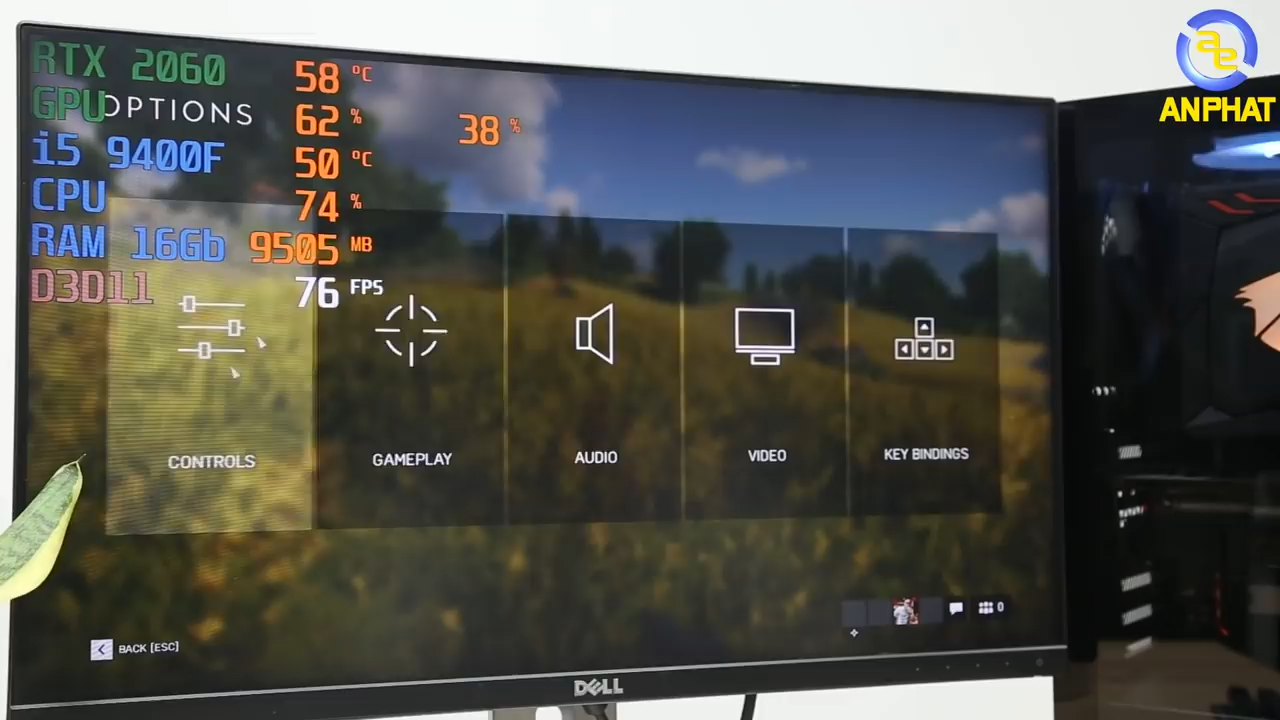 RTX 2060 58 °C
GPU 62 % 38 %
OPTIONS
i5 9400F 50 °C
CPU 74 %
RAM 16Gb 9505 MB
D3D11 76 FPS
CONTROLS
GAMEPLAY
AUDIO
VIDEO
KEY BINDINGS
0
BACK [ESC]
DELL
ae
ANPHAT